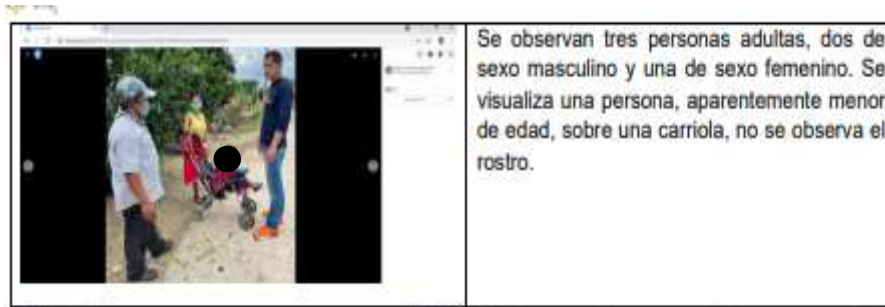 Se observan tres personas adultas, dos de
sexo masculino y una de sexo femenino. Se
visualiza una persona, aparentemente menor
de edad, sobre una carriola, no se observa el
rostro.